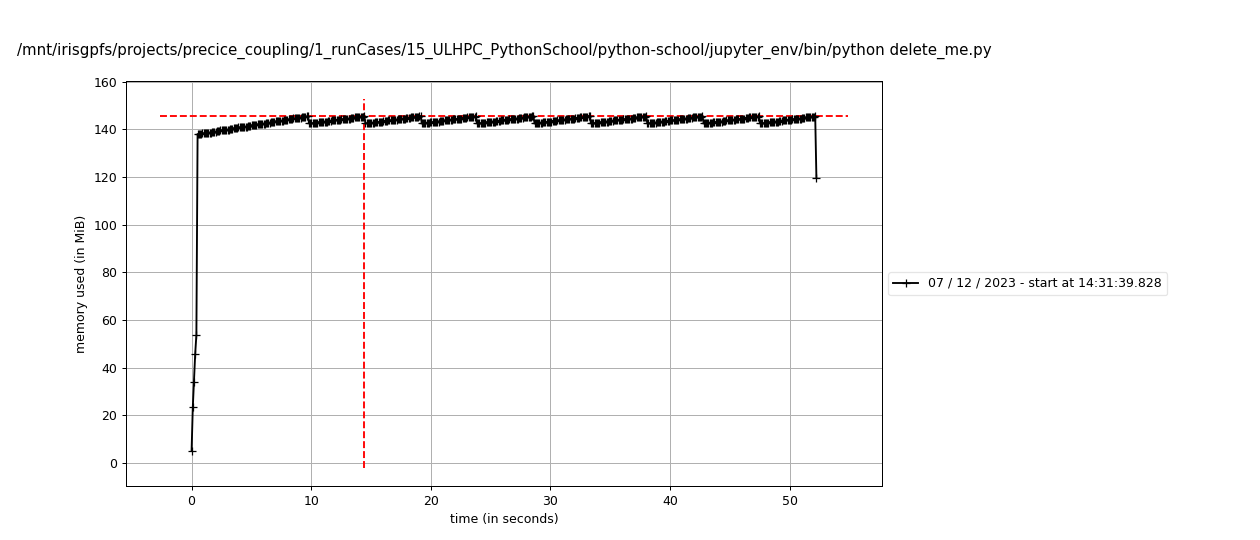 /mnt/irisgpfs/projects/precice_coupling/1_runCases/15_ULHPC_PythonSchool/python-school/jupyter_env/bin/python delete_me.py
160
140
120
100
80
60
40
20
0
memory used (in MiB)
0 10 20 30 40 50
time (in seconds)
07 / 12 / 2023 - start at 14:31:39.828